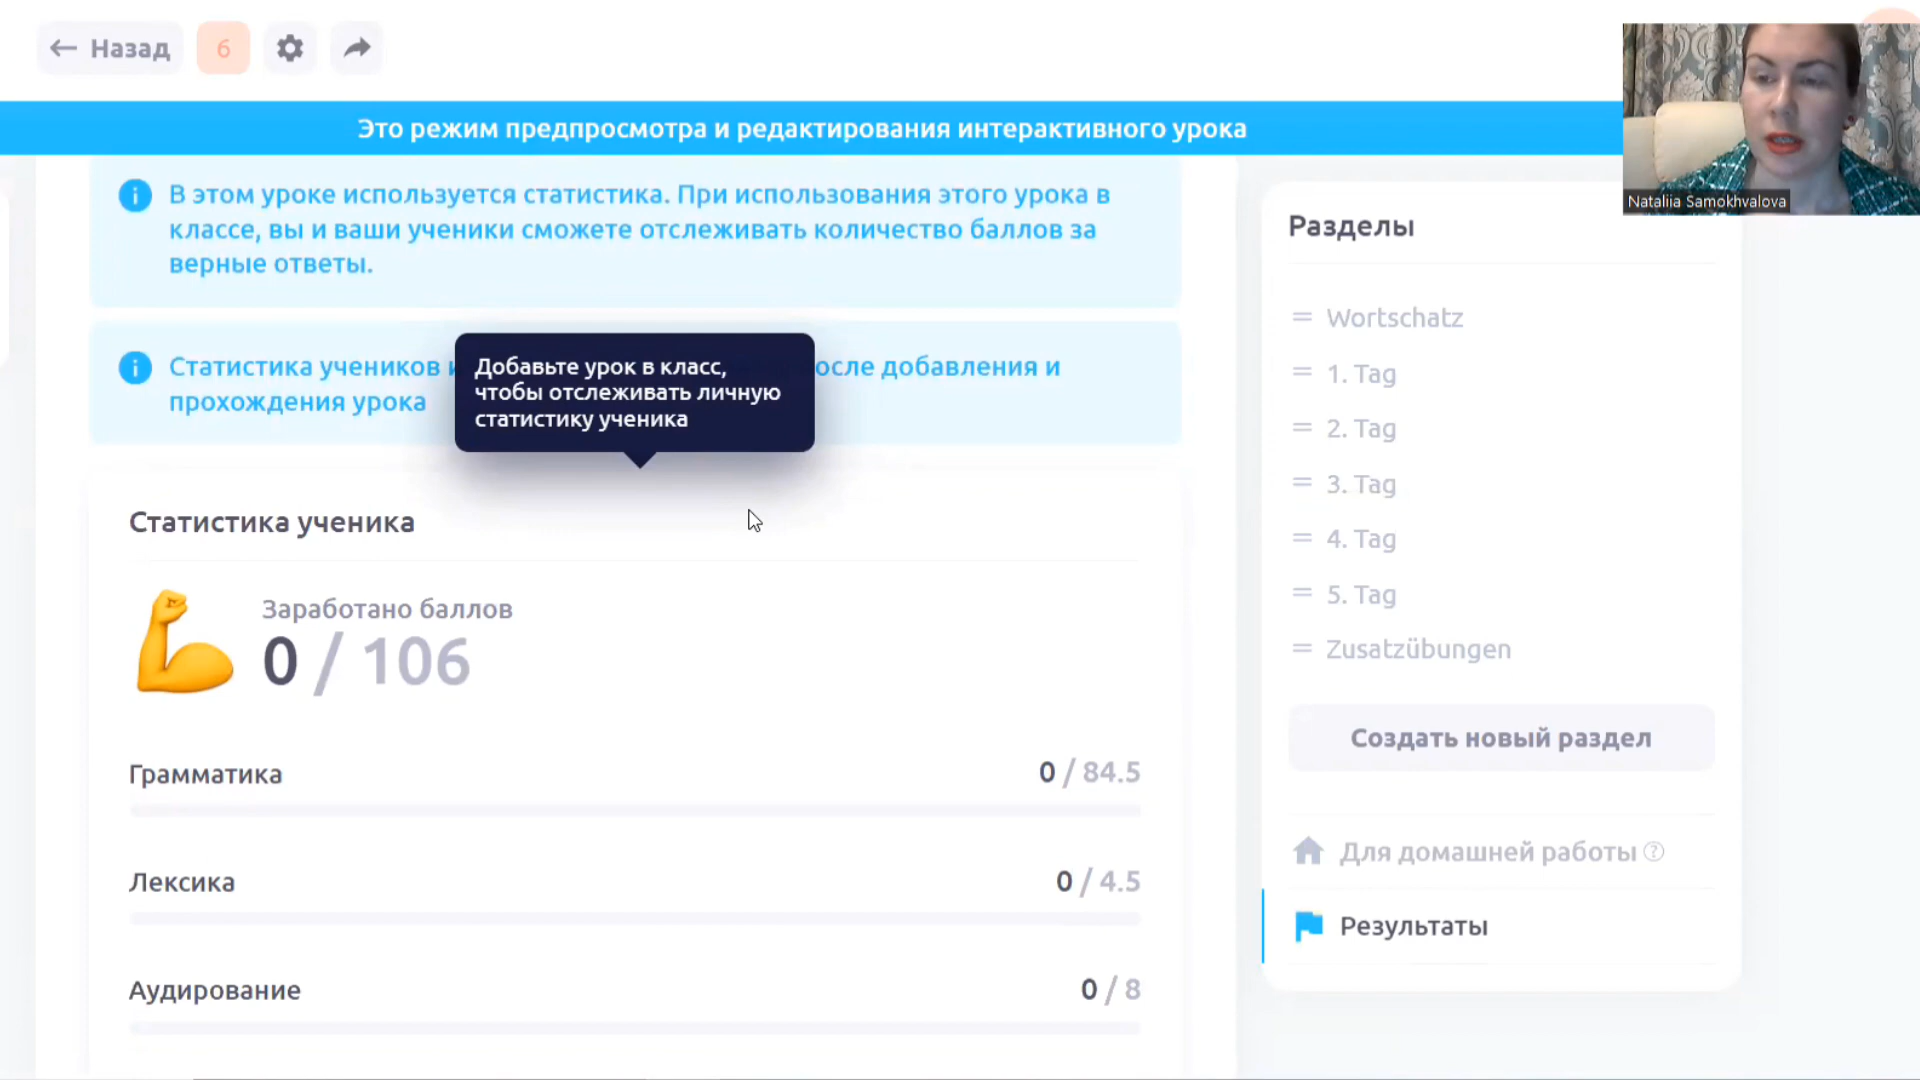 Назад
6
Это режим предпросмотра и редактирования интерактивного урока
Nataliia Samokhvalova
В этом уроке используется статистика. При использования этого урока в
классе, вы и ваши ученики сможете отслеживать количество баллов за
верные ответы.
Статистика учеников
осле добавления и
прохождения урока
Добавьте урок в класс,
чтобы отслеживать личную
статистику ученика
Статистика ученика
Заработано баллов
0 / 106
Грамматика
0 / 84.5
Лексика
0 / 4.5
Аудирование
0 / 8
Разделы
Wortschatz
1. Tag
2. Tag
3. Tag
4. Tag
5. Tag
Zusatzübungen
Создать новый раздел
Для домашней работы ?
Результаты